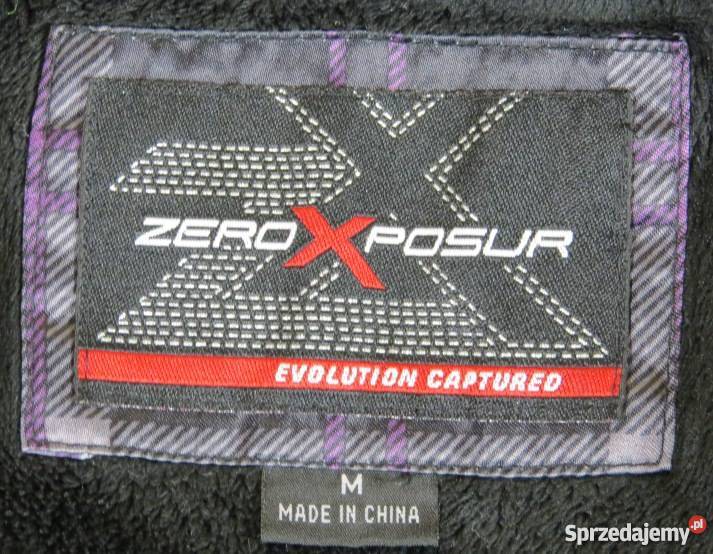 ZEROXPOSUR
EVOLUTION CAPTURED
M
MADE IN CHINA
Sprzedajemy.pl